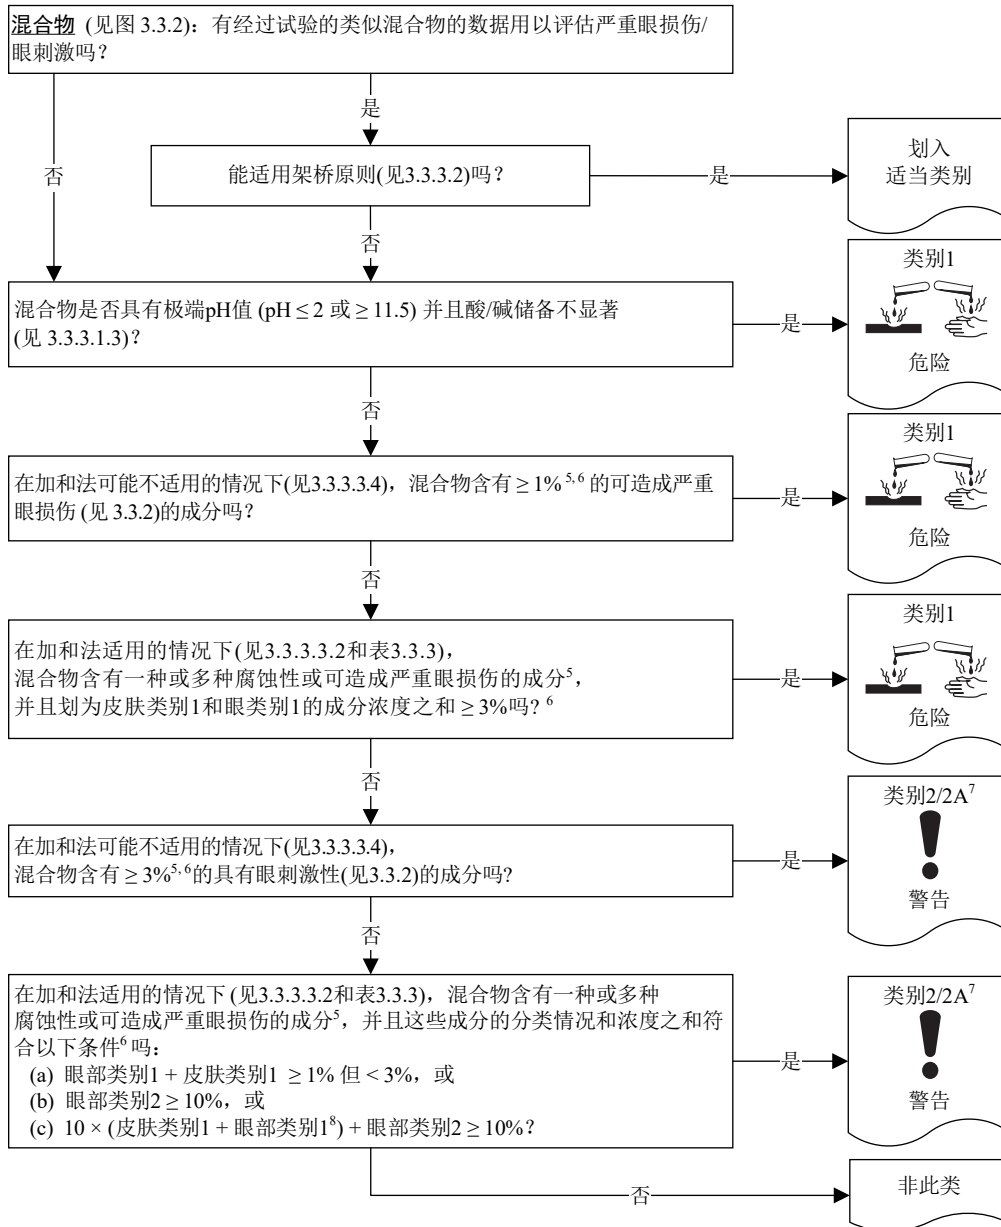 混合物 (见图 3.3.2)：有经过试验的类似混合物的数据用以评估严重眼损伤/
眼刺激吗？
是
否
能适用架桥原则(见3.3.3.2)吗？
是
划入
适当类别
否
混合物是否具有极端pH值 (pH ≤ 2 或 ≥ 11.5) 并且酸/碱储备不显著
(见 3.3.3.1.3)？
是
类别1
危险
否
在加和法可能不适用的情况下(见3.3.3.3.4)，混合物含有 ≥ 1% 5, 6 的可造成严重
眼损伤 (见 3.3.2)的成分吗？
是
类别1
危险
否
在加和法适用的情况下(见3.3.3.3.2和表3.3.3)，
混合物含有一种或多种腐蚀性或可造成严重眼损伤的成分5，
并且划为皮肤类别1和眼类别1的成分浓度之和 ≥ 3%吗? 6
是
类别1
危险
否
在加和法可能不适用的情况下(见3.3.3.3.4)，
混合物含有 ≥ 3%5, 6的具有眼刺激性(见3.3.2)的成分吗?
是
类别2/2A7
警告
否
在加和法适用的情况下 (见3.3.3.3.2和表3.3.3)，混合物含有一种或多种
腐蚀性或可造成严重眼损伤的成分5，并且这些成分的分类情况和浓度之和符
合以下条件6 吗：
(a) 眼部类别1 + 皮肤类别1 ≥ 1% 但 < 3%，或
(b) 眼部类别2 ≥ 10%，或
(c) 10 × (皮肤类别1 + 眼部类别18) + 眼部类别2 ≥ 10%？
是
类别2/2A7
警告
否
非此类